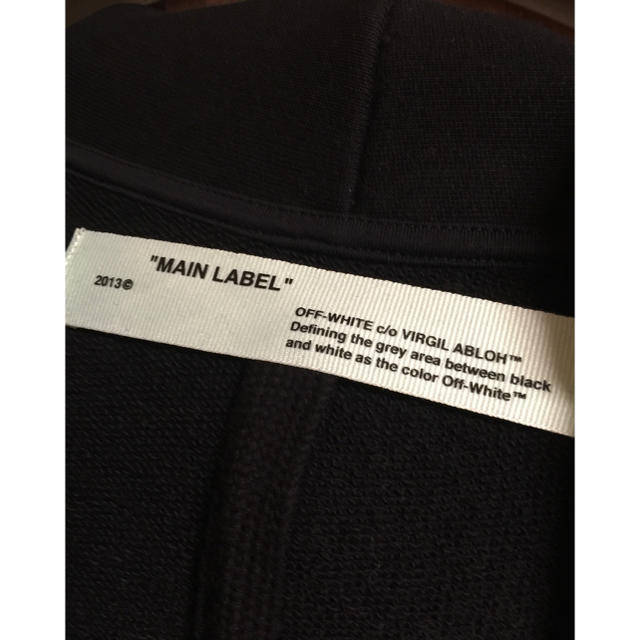 "MAIN LABEL"
2013©
OFF-WHITE c/o VIRGIL ABLOH™
Defining the grey area between black
and white as the color Off-White™